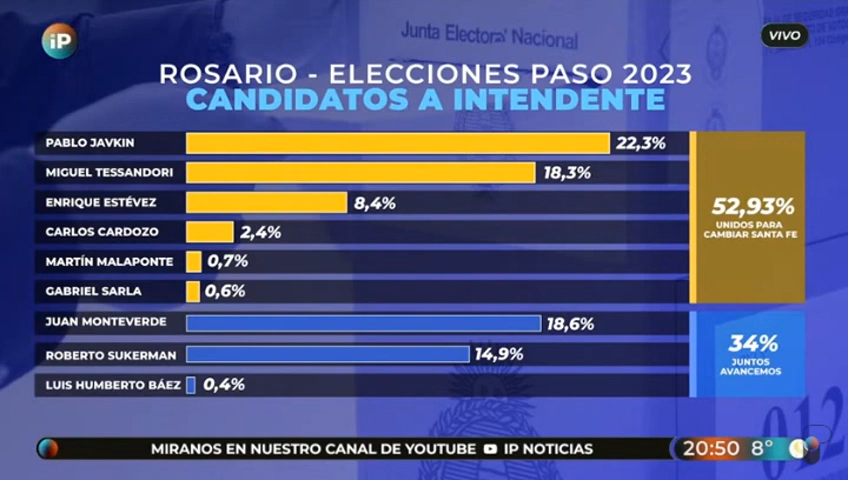 iP
Junta Electoral Nacional
VIVO
ROSARIO - ELECCIONES PASO 2023
CANDIDATOS A INTENDENTE
PABLO JAVKIN 22,3%
MIGUEL TESSANDORI 18,3%
ENRIQUE ESTÉVEZ 8,4%
CARLOS CARDOZO 2,4%
MARTÍN MALAPONTE 0,7%
GABRIEL SARLA 0,6%
52,93%
UNIDOS PARA
CAMBIAR SANTA FE
JUAN MONTEVERDE 18,6%
ROBERTO SUKERMAN 14,9%
LUIS HUMBERTO BÁEZ 0,4%
34%
JUNTOS
AVANCEMOS
012
MIRANOS EN NUESTRO CANAL DE YOUTUBE IP NOTICIAS
20:50 8°